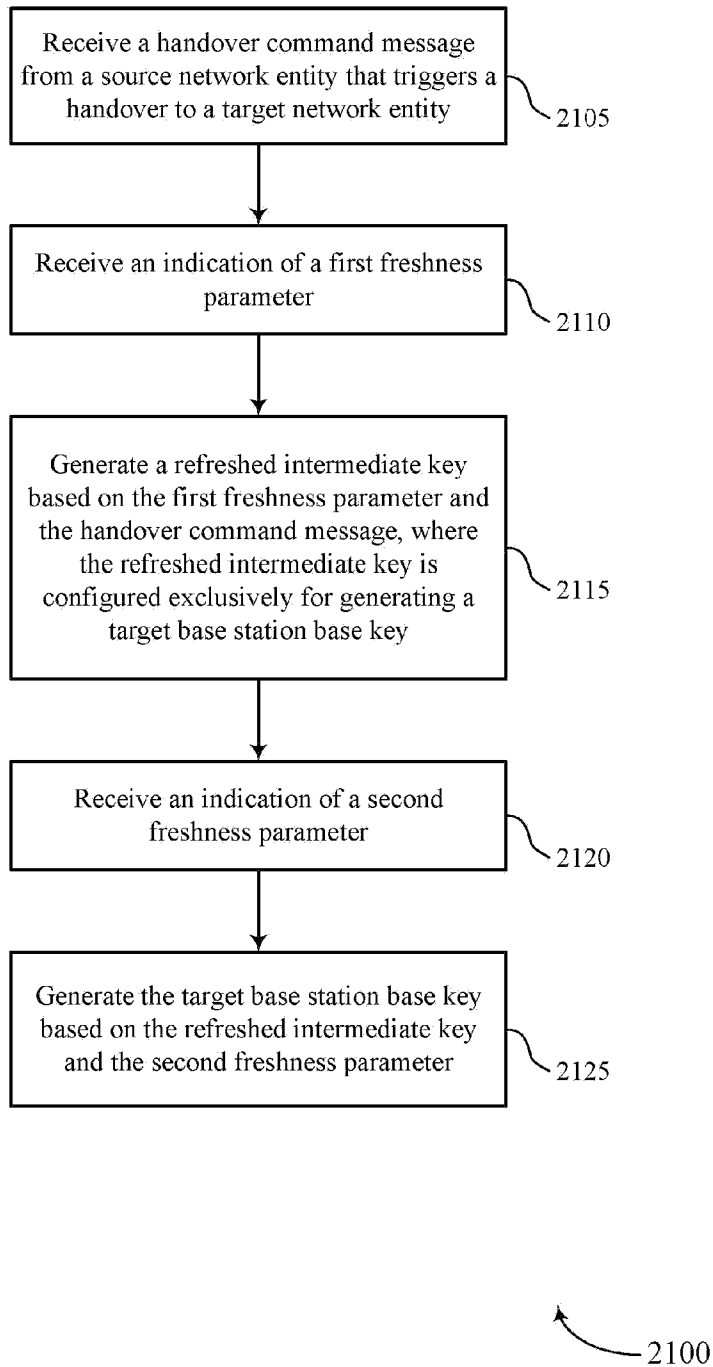 Receive a handover command message
from a source network entity that triggers a
handover to a target network entity
2105
Receive an indication of a first freshness
parameter
2110
Generate a refreshed intermediate key
based on the first freshness parameter and
the handover command message, where
the refreshed intermediate key is
configured exclusively for generating a
target base station base key
2115
Receive an indication of a second
freshness parameter
2120
Generate the target base station base key
based on the refreshed intermediate key
and the second freshness parameter
2125
2100